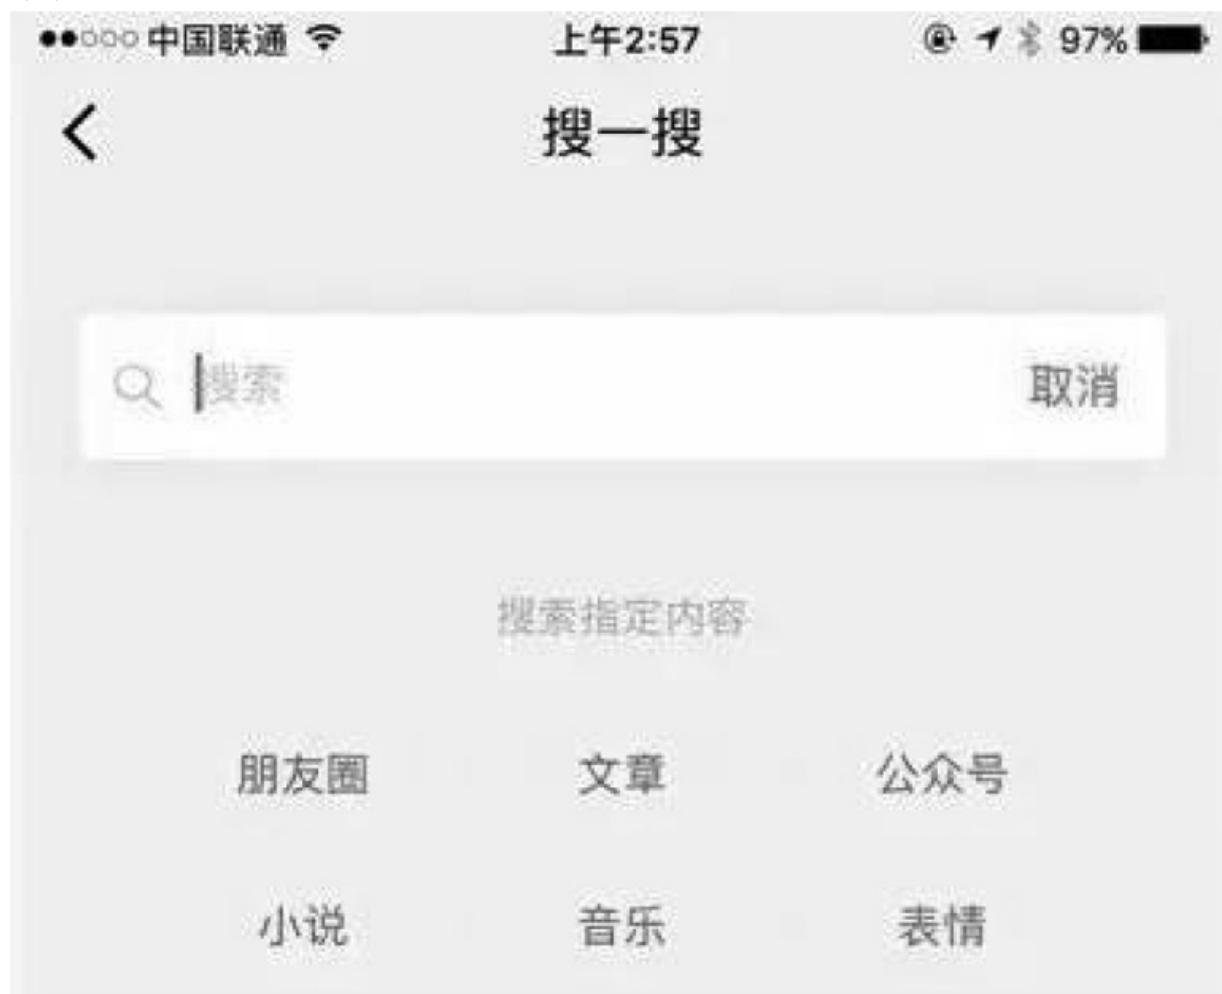 中国联通 上午2:57 97%
搜一搜
搜索 取消
搜索指定内容
朋友圈 文章 公众号
小说 音乐 表情